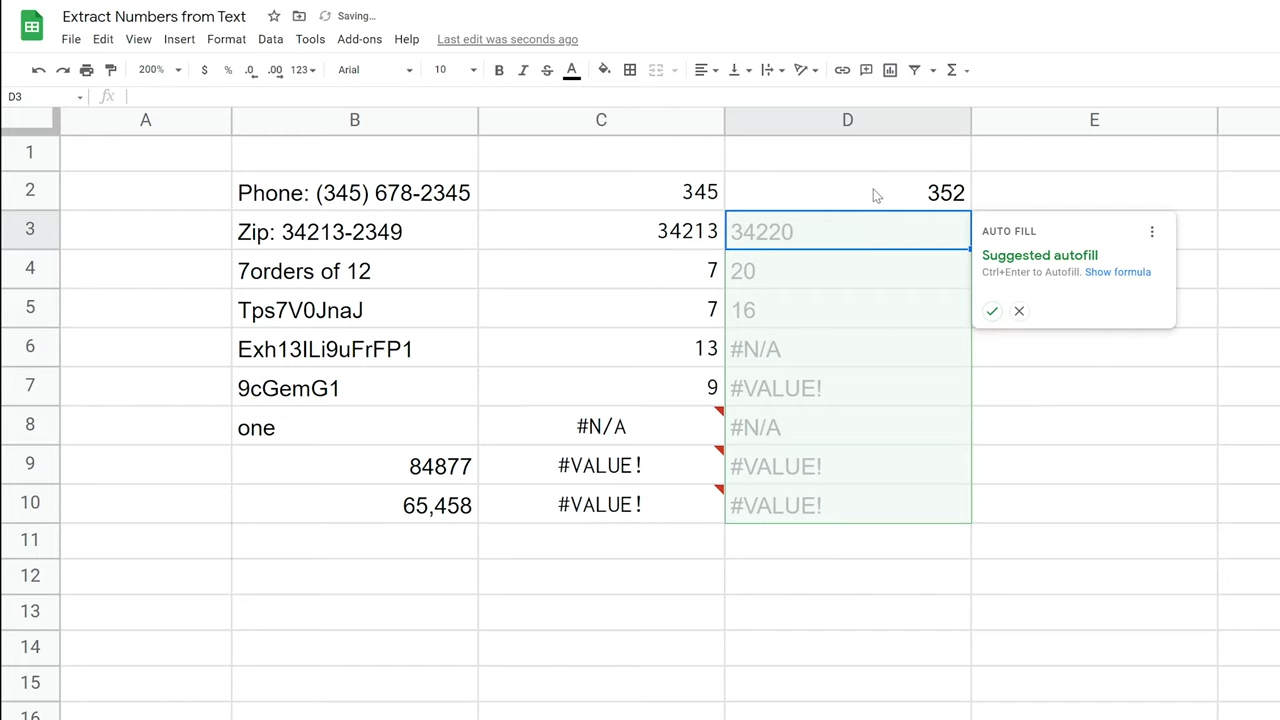 Extract Numbers from Text Saving...
File Edit View Insert Format Data Tools Add-ons Help Last edit was seconds ago
200% $ % .0 .00 123 Arial 10 B I S A Σ
D3 fx
A B C D E
1
2 Phone: (345) 678-2345 345 352
3 Zip: 34213-2349 34213 34220
4 7orders of 12 7 20
5 Tps7V0JnaJ 7 16
6 Exh13ILi9uFrFP1 13 #N/A
7 9cGemG1 9 #VALUE!
8 one #N/A #N/A
9 84877 #VALUE! #VALUE!
10 65,458 #VALUE! #VALUE!
11
12
13
14
15
16
AUTO FILL
Suggested autofill
Ctrl+Enter to Autofill. Show formula